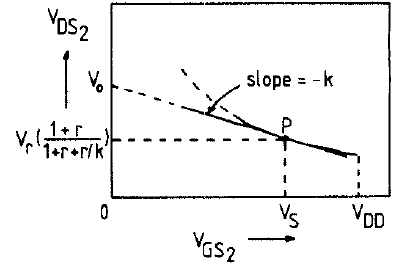 V_DS2
V_o
slope = -k
P
V_r (1+r / 1+r+r/k)
0
V_S
V_DD
V_GS2